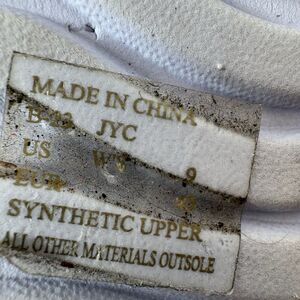 MADE IN CHINA
JYC
US 9
EUR
SYNTHETIC UPPER
ALL OTHER MATERIALS OUTSOLE